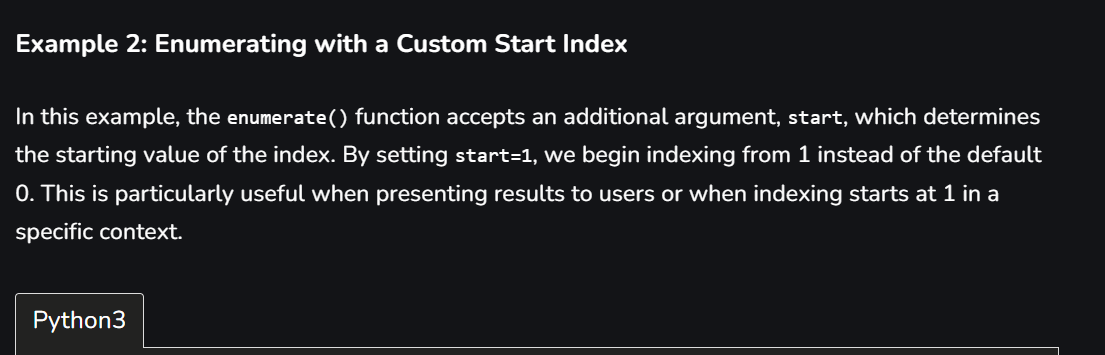 Example 2: Enumerating with a Custom Start Index
In this example, the enumerate() function accepts an additional argument, start, which determines
the starting value of the index. By setting start=1, we begin indexing from 1 instead of the default
0. This is particularly useful when presenting results to users or when indexing starts at 1 in a
specific context.
Python3